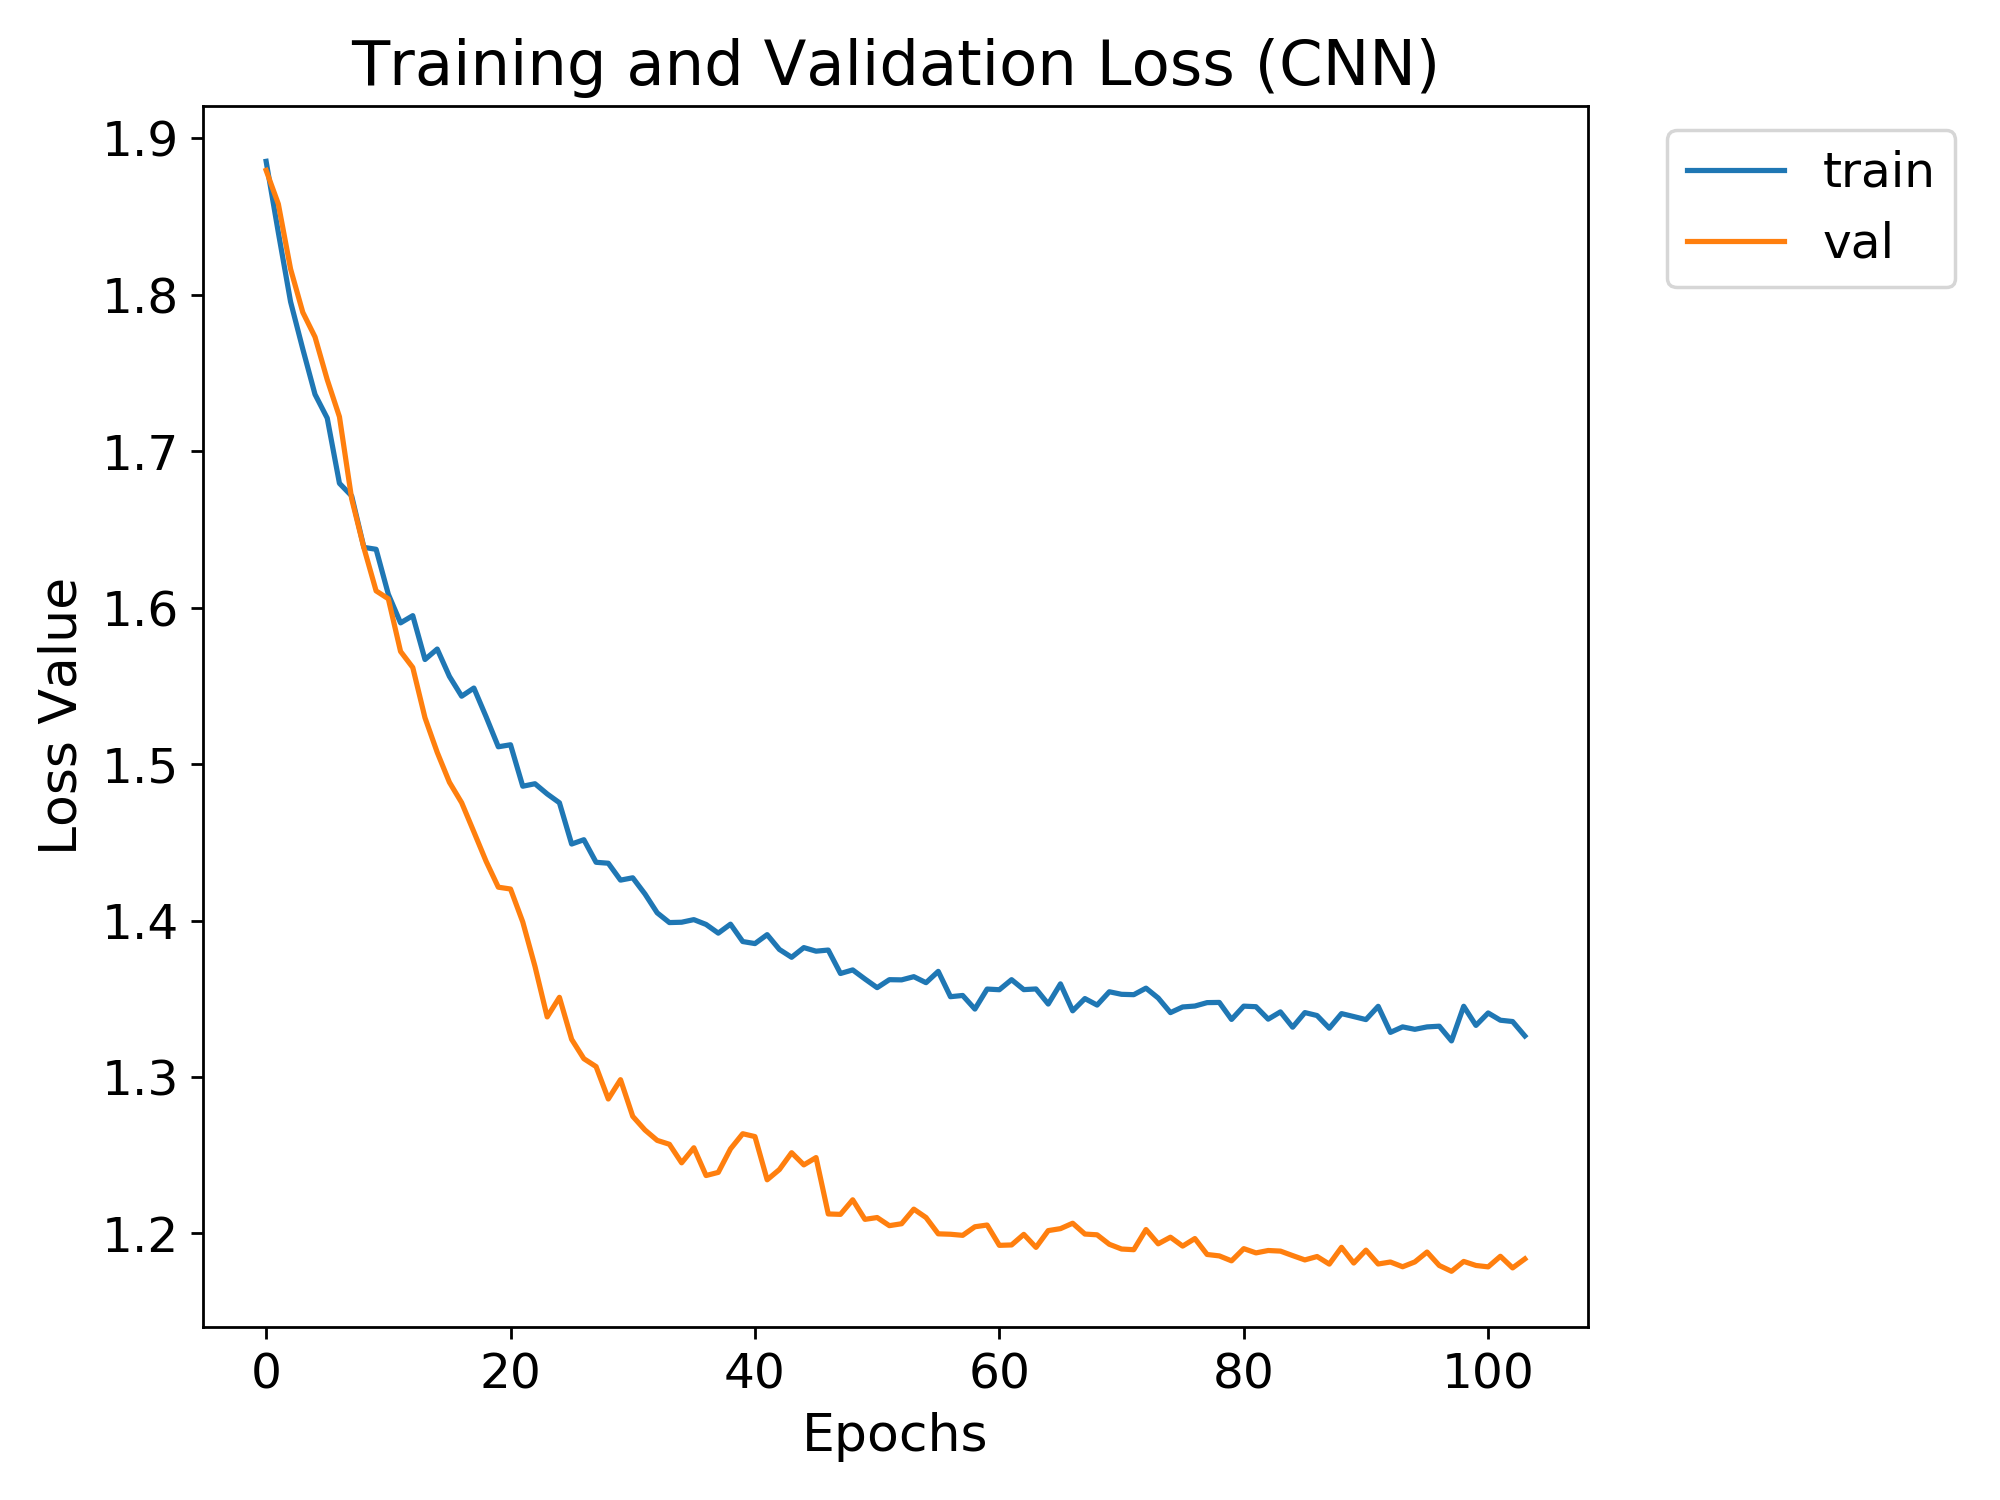 Training and Validation Loss (CNN)
train
val
1.9
1.8
1.7
1.6
1.5
1.4
1.3
1.2
Loss Value
0 20 40 60 80 100
Epochs